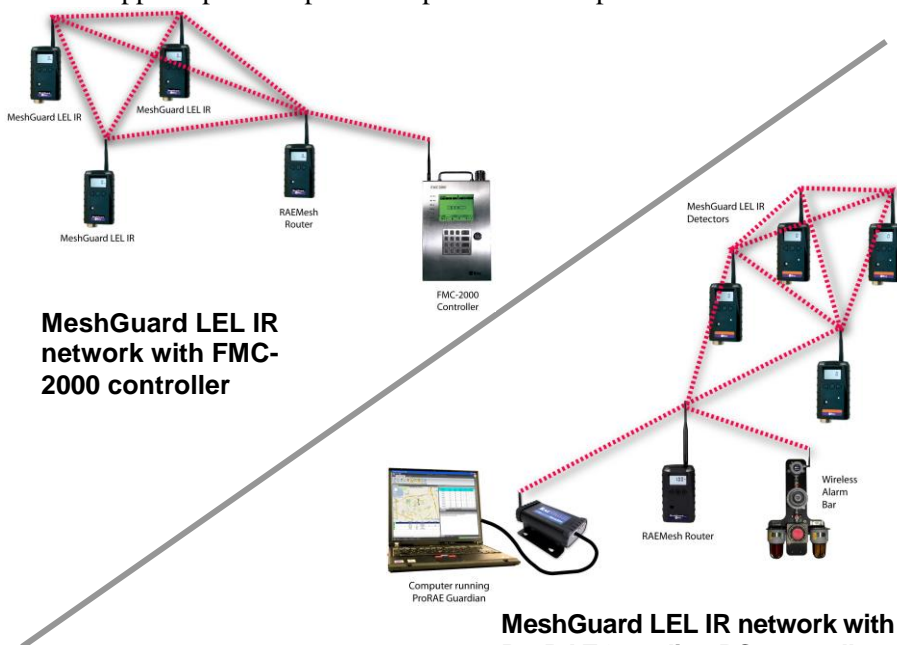 MeshGuard LEL IR
MeshGuard LEL IR
MeshGuard LEL IR
RAEMesh
Router
FMC-2000
Controller
MeshGuard LEL IR
network with FMC-
2000 controller
MeshGuard LEL IR
Detectors
Wireless
Alarm
Bar
RAEMesh Router
Computer running
ProRAE Guardian
MeshGuard LEL IR network with